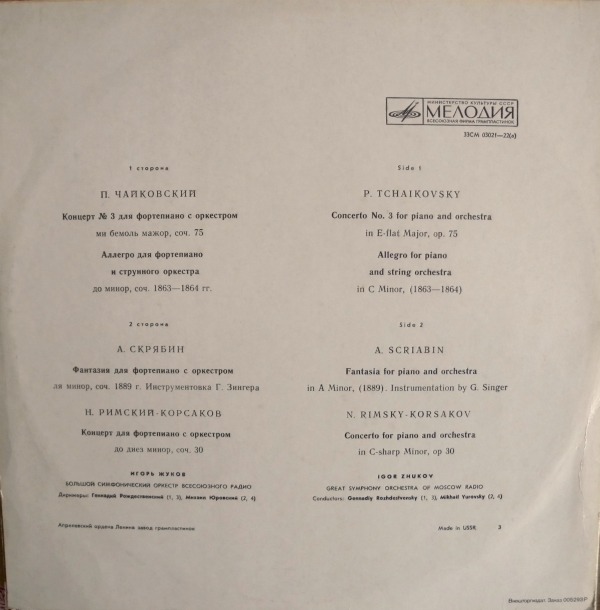 МИНИСТЕРСТВО КУЛЬТУРЫ СССР
МЕЛОДИЯ
ВСЕСОЮЗНАЯ ФИРМА ГРАМПЛАСТИНОК
33СМ 03021—22(a)
1 сторона
П. ЧАЙКОВСКИЙ
Концерт № 3 для фортепиано с оркестром
ми бемоль мажор, соч. 75
Аллегро для фортепиано
и струнного оркестра
до минор, соч. 1863—1864 гг.
2 сторона
А. СКРЯБИН
Фантазия для фортепиано с оркестром
ля минор, соч. 1889 г. Инструментовка Г. Зингера
Н. РИМСКИЙ-КОРСАКОВ
Концерт для фортепиано с оркестром
до диез минор, соч. 30
ИГОРЬ ЖУКОВ
БОЛЬШОЙ СИМФОНИЧЕСКИЙ ОРКЕСТР ВСЕСОЮЗНОГО РАДИО
Дирижеры: Геннадий Рождественский (1, 3), Михаил Юровский (2, 4)
Апрелевский ордена Ленина завод грампластинок
Side 1
P. TCHAIKOVSKY
Concerto No. 3 for piano and orchestra
in E-flat Major, op. 75
Allegro for piano
and string orchestra
in C Minor, (1863—1864)
Side 2
A. SCRIABIN
Fantasia for piano and orchestra
in A Minor, (1889). Instrumentation by G. Singer
N. RIMSKY-KORSAKOV
Concerto for piano and orchestra
in C-sharp Minor, op 30
IGOR ZHUKOV
GREAT SYMPHONY ORCHESTRA OF MOSCOW RADIO
Conductors: Gennadiy Rozhdestvensky (1, 3), Mikhail Yurovsky (2, 4)
Made in USSR 3
Внешторгиздат. Заказ 005293Р